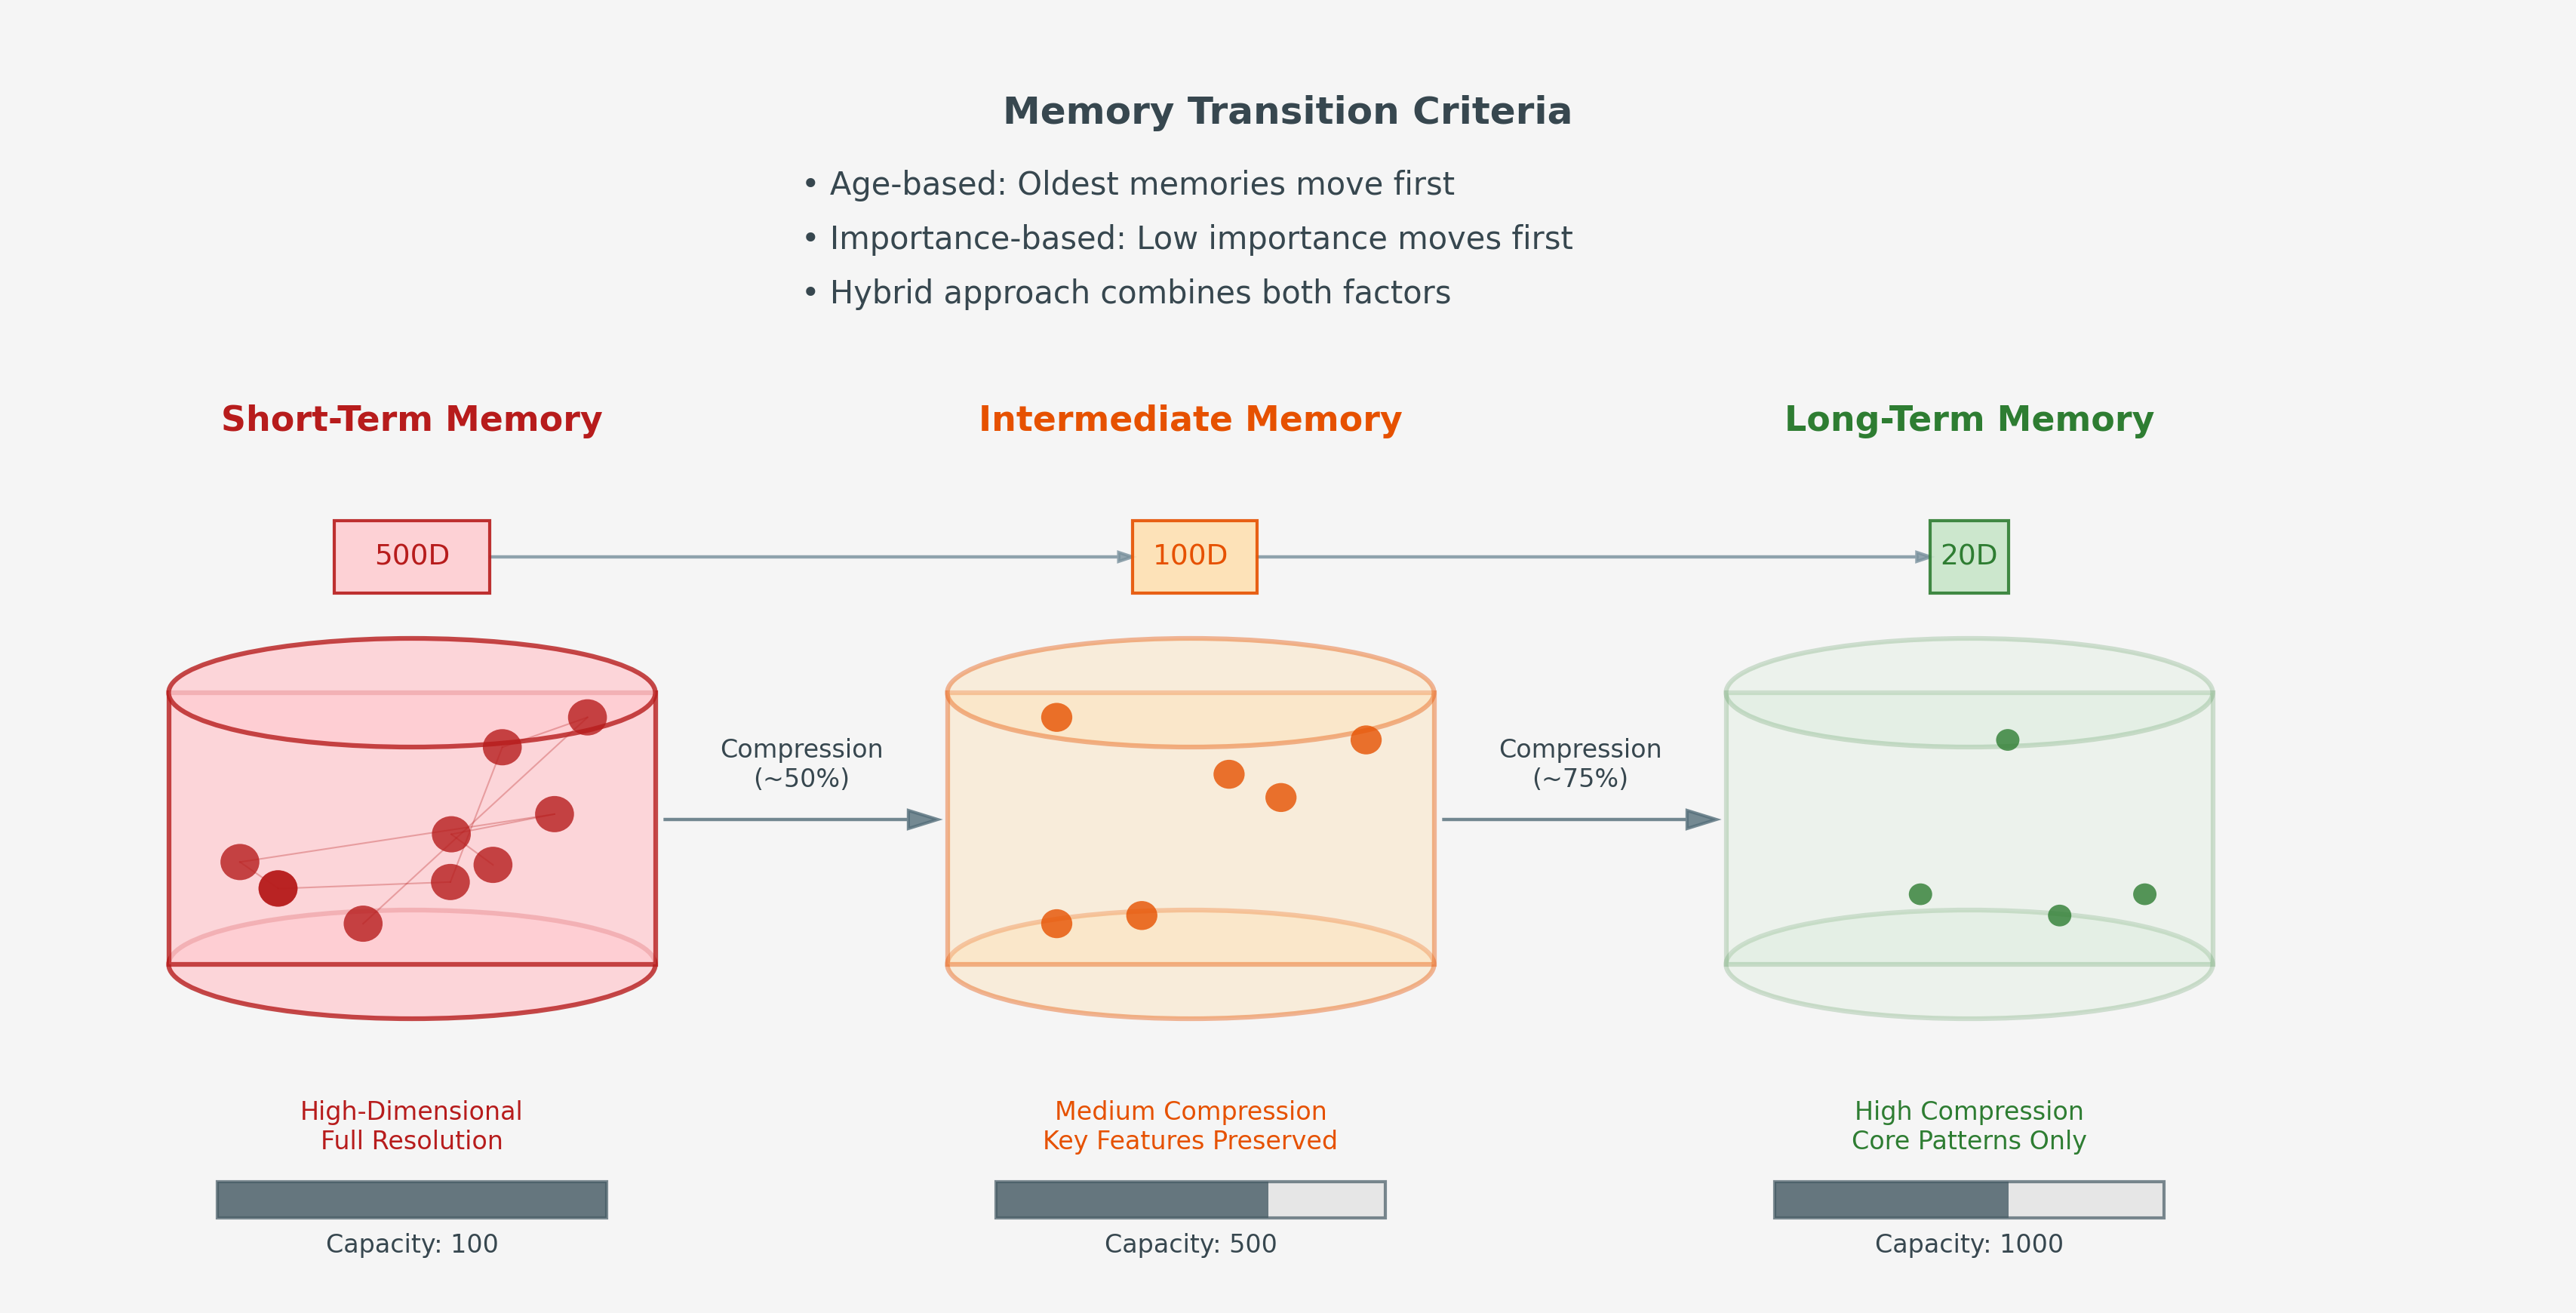 Memory Transition Criteria
• Age-based: Oldest memories move first
• Importance-based: Low importance moves first
• Hybrid approach combines both factors
Short-Term Memory
Intermediate Memory
Long-Term Memory
500D
100D
20D
Compression
(~50%)
Compression
(~75%)
High-Dimensional
Full Resolution
Medium Compression
Key Features Preserved
High Compression
Core Patterns Only
Capacity: 100
Capacity: 500
Capacity: 1000